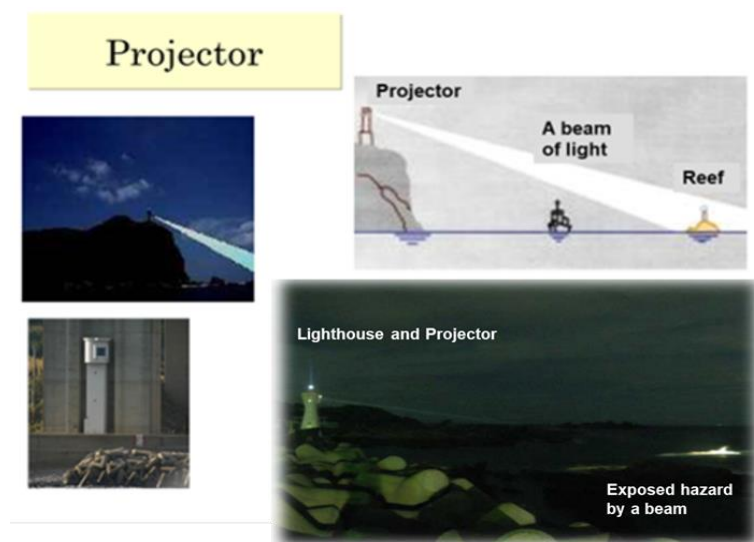 Projector
Projector
A beam
of light
Reef
Lighthouse and Projector
Exposed hazard
by a beam